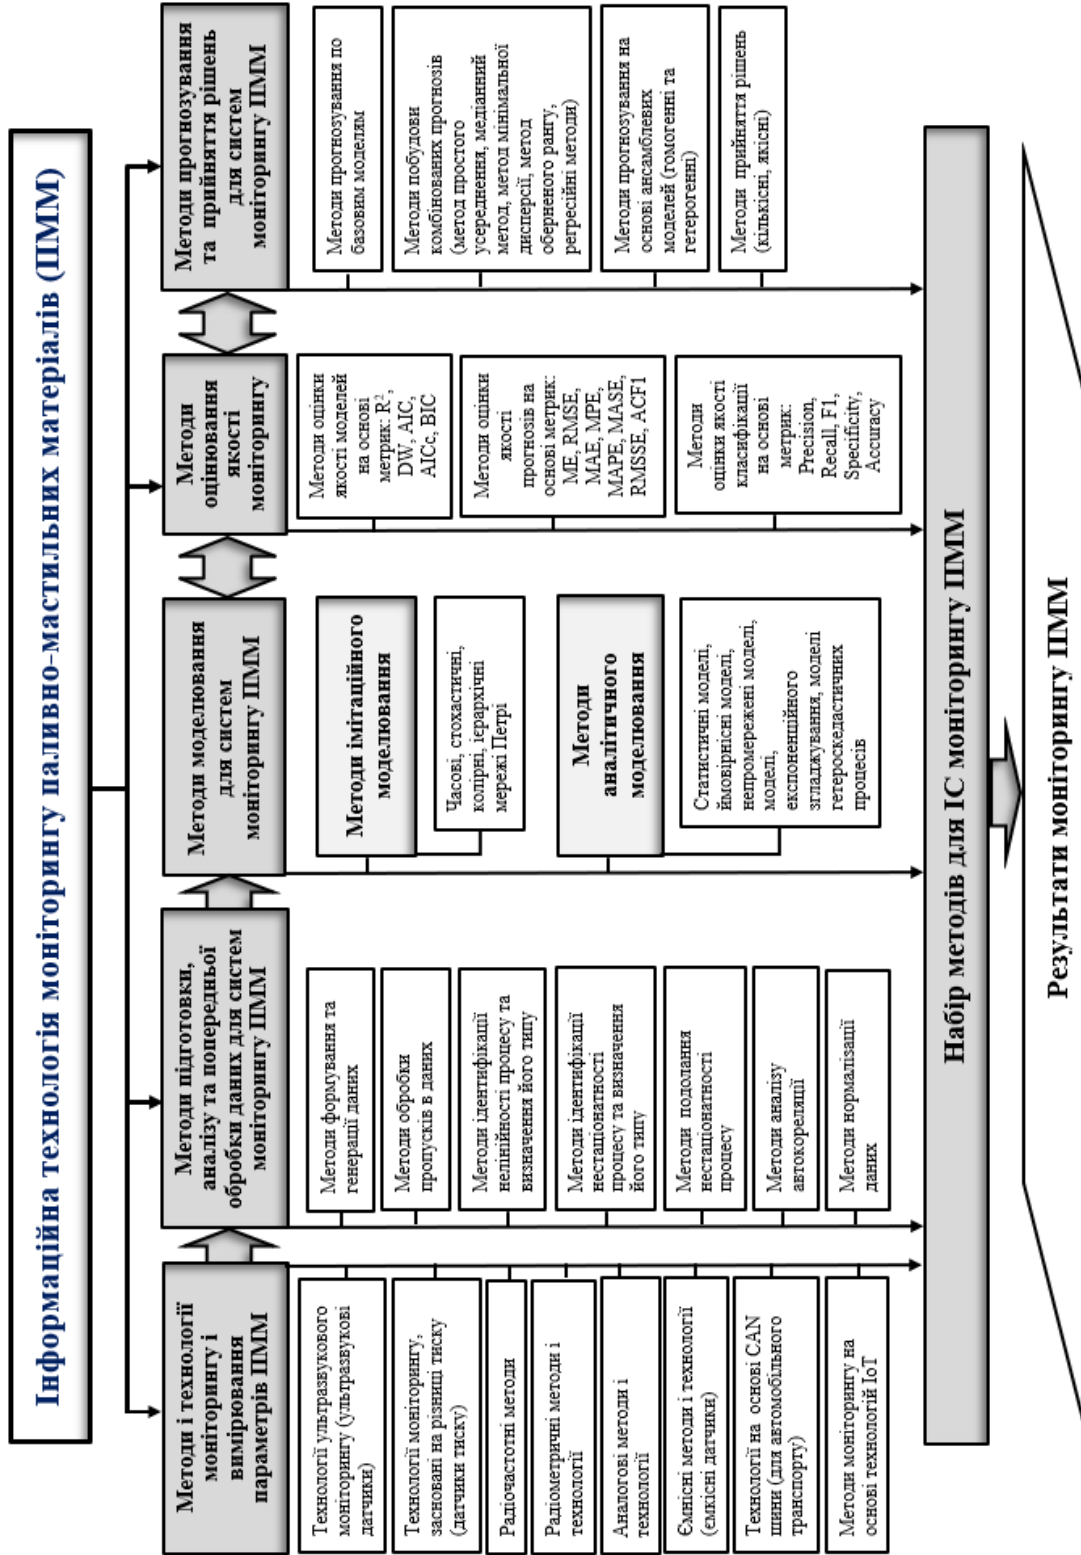 Інформаційна технологія моніторингу паливно-мастильних матеріалів (ПММ)
Методи і технології
моніторингу і
вимірювання
параметрів ПММ
Технології ультразвукового
моніторингу (ультразвукові
датчики)
Технології моніторингу,
засновані на різниці тиску
(датчики тиску)
Радіочастотні методи
Радіометричні методи і
технології
Аналогові методи і
технології
Ємнісні методи і технології
(ємкісні датчики)
Технології на основі CAN
шини (для автомобільного
транспорту)
Методи моніторингу на
основі технологій IoT
Методи підготовки,
аналізу та попередньої
обробки даних для систем
моніторингу ПММ
Методи формування та
генерації даних
Методи обробки
пропусків в даних
Методи ідентифікації
нелінійності процесу та
визначення його типу
Методи ідентифікації
нестаціонатності
процесу та визначення
його типу
Методи подолання
нестаціонатності
процесу
Методи аналізу
автокореляції
Методи нормалізації
даних
Методи моделювання
для систем
моніторингу ПММ
Методи імітаційного
моделювання
Часові, стохастичні,
колірні, ієрархічні
мережі Петрі
Методи
аналітичного
моделювання
Статистичні моделі,
ймовірнісні моделі,
непромережені моделі,
моделі,
експоненційного
згладжування, моделі
гетероскедастичних
процесів
Методи
оцінювання
якості
моніторингу
Методи оцінки
якості моделей
на основі
метрик: R²,
DW, AIC,
AICc, BIC
Методи оцінки
якості
прогнозів на
основі метрик:
ME, RMSE,
MAE, MPE,
MAPE, MASE,
RMSSE, ACF1
Методи
оцінки якості
класифікації
на основі
метрик:
Precision,
Recall, F1,
Specificity,
Accuracy
Методи прогнозування
та прийняття рішень
для систем
моніторингу ПММ
Методи прогнозування по
базовим моделям
Методи побудови
комбінованих прогнозів
(метод простого
усереднення, медіанний
метод, метод мінімальної
дисперсії, метод
оберненого рангу,
регресійні методи)
Методи прогнозування на
основі ансамблевих
моделей (гомогенні та
гетерогенні)
Методи прийняття рішень
(кількісні, якісні)
Набір методів для ІС моніторингу ПММ
Результати моніторингу ПММ